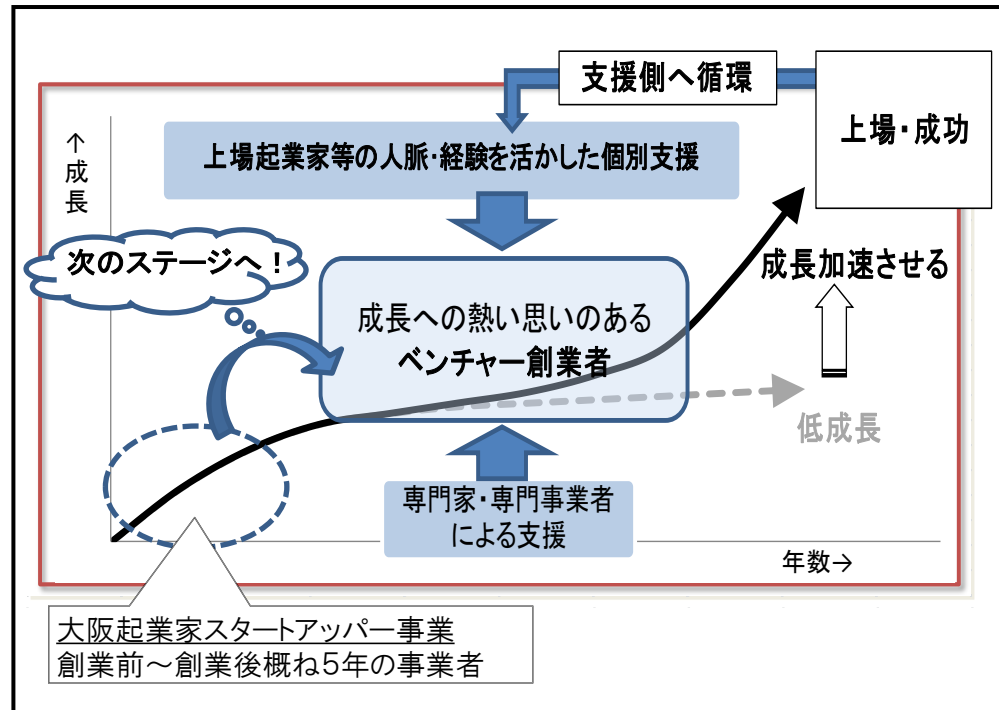 支援側へ循環
上場・成功
↑成長
上場起業家等の人脈・経験を活かした個別支援
次のステージへ！
成長加速させる
成長への熱い思いのある
ベンチャー創業者
低成長
専門家・専門事業者
による支援
年数→
大阪起業家スタートアッパー事業
創業前～創業後概ね５年の事業者